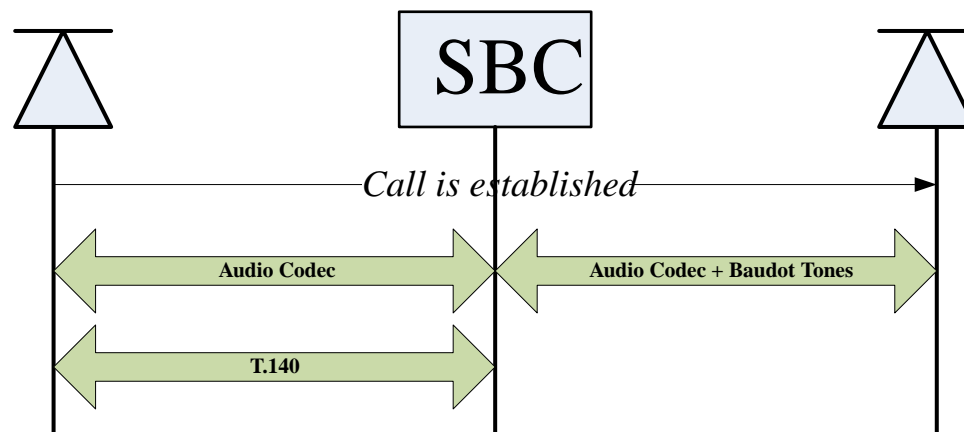 SBC
Call is established
Audio Codec
Audio Codec + Baudot Tones
T.140